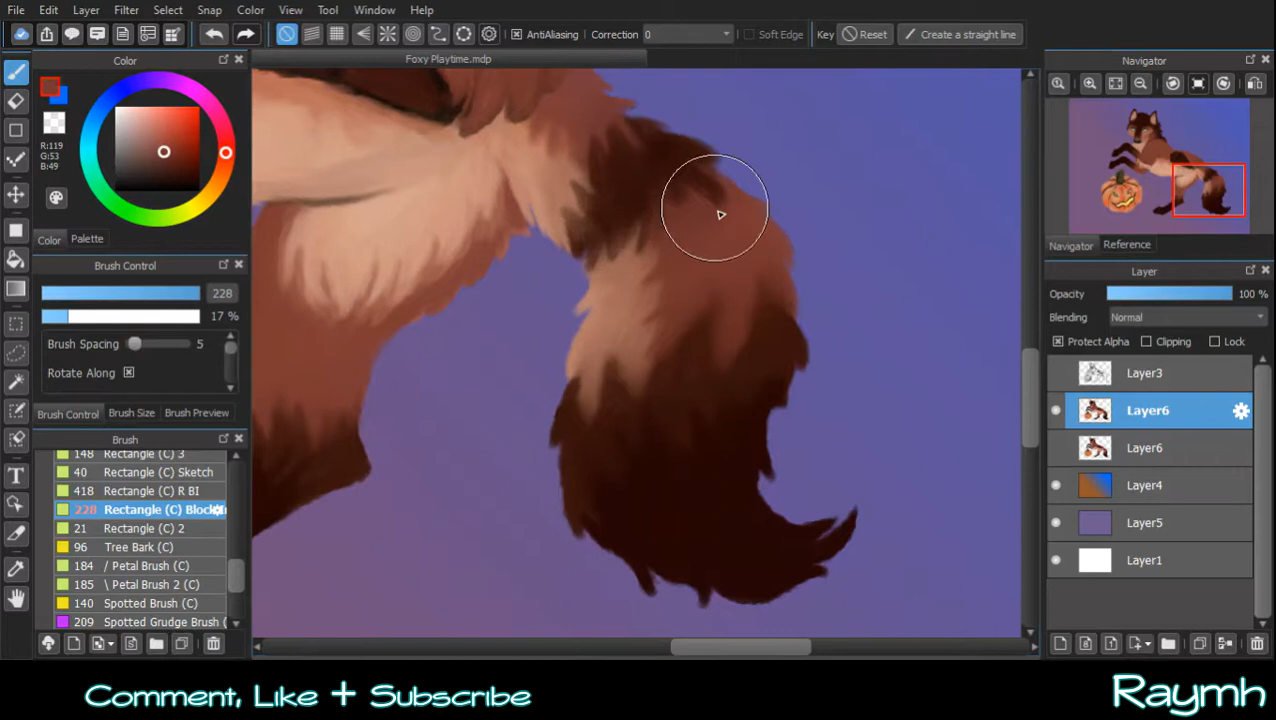 File Edit Layer Filter Select Snap Color View Tool Window Help
AntiAliasing Correction 0 Soft Edge Key Reset Create a straight line
Foxy Playtime.mdp
Color
R:119
G:53
B:49
Color Palette
Brush Control
228
17 %
Brush Spacing 5
Rotate Along
Brush Control Brush Size Brush Preview
Brush
148 Rectangle (C) 3
40 Rectangle (C) Sketch
418 Rectangle (C) R BI
228 Rectangle (C)
21 Rectangle (C) 2
96 Tree Bark (C)
184 / Petal Brush (C)
185 \ Petal Brush 2 (C)
140 Spotted Brush (C)
209 Spotted Grudge Brush (
Navigator
Navigator Reference
Layer
Opacity 100 %
Blending Normal
Protect Alpha Clipping Lock
Layer3
Layer6
Layer6
Layer4
Layer5
Layer1
Comment, Like + Subscribe
Raymh